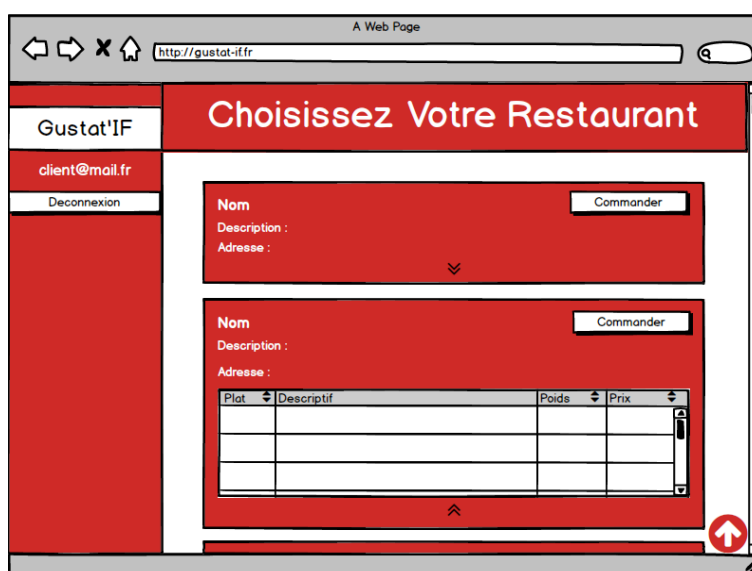 A Web Page
http://gustat-if.fr
Gustat'IF
Choisissez Votre Restaurant
client@mail.fr
Deconnexion
Nom
Commander
Description :
Adresse :
Nom
Commander
Description :
Adresse :
Plat Descriptif Poids Prix